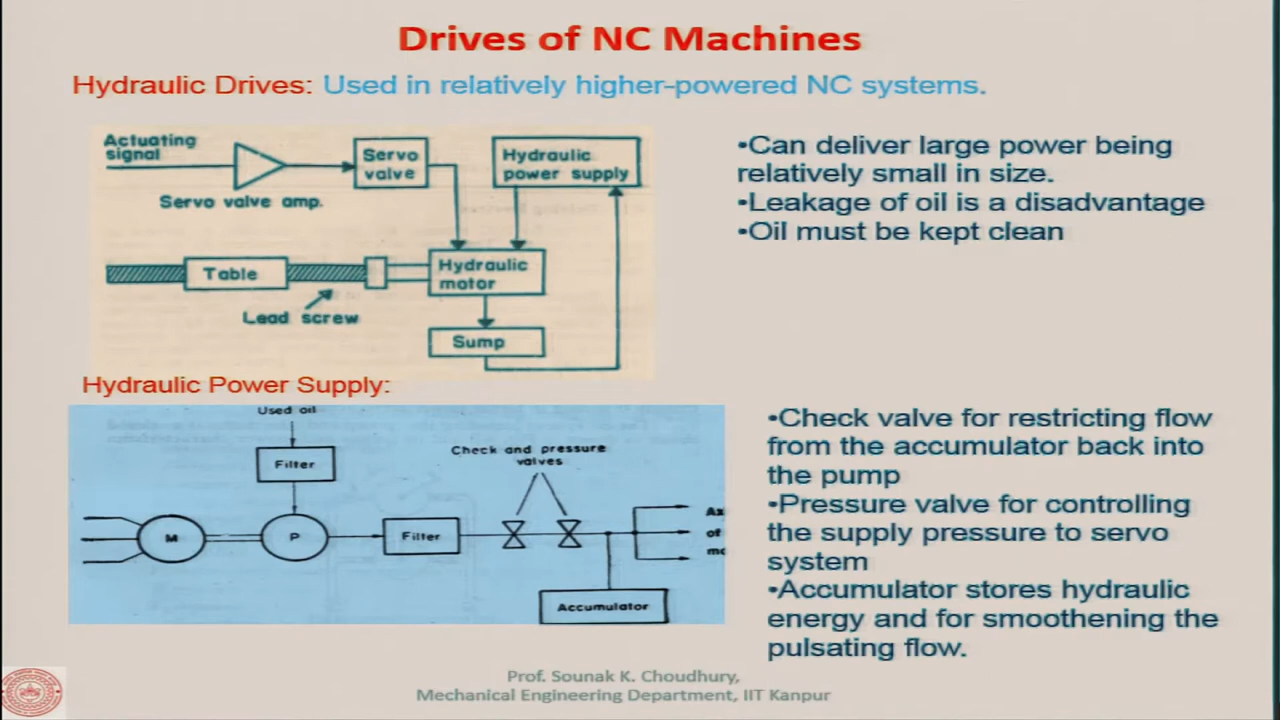 Drives of NC Machines
Hydraulic Drives: Used in relatively higher-powered NC systems.
Actuating
signal
Servo
valve
Hydraulic
power supply
Servo valve amp.
Table
Hydraulic
motor
Lead screw
Sump
•Can deliver large power being
relatively small in size.
•Leakage of oil is a disadvantage
•Oil must be kept clean
Hydraulic Power Supply:
Used oil
Filter
Check and pressure
valves
M
P
Filter
of
Accumulator
•Check valve for restricting flow
from the accumulator back into
the pump
•Pressure valve for controlling
the supply pressure to servo
system
•Accumulator stores hydraulic
energy and for smoothening the
pulsating flow.
Prof. Sounak K. Choudhury,
Mechanical Engineering Department, IIT Kanpur